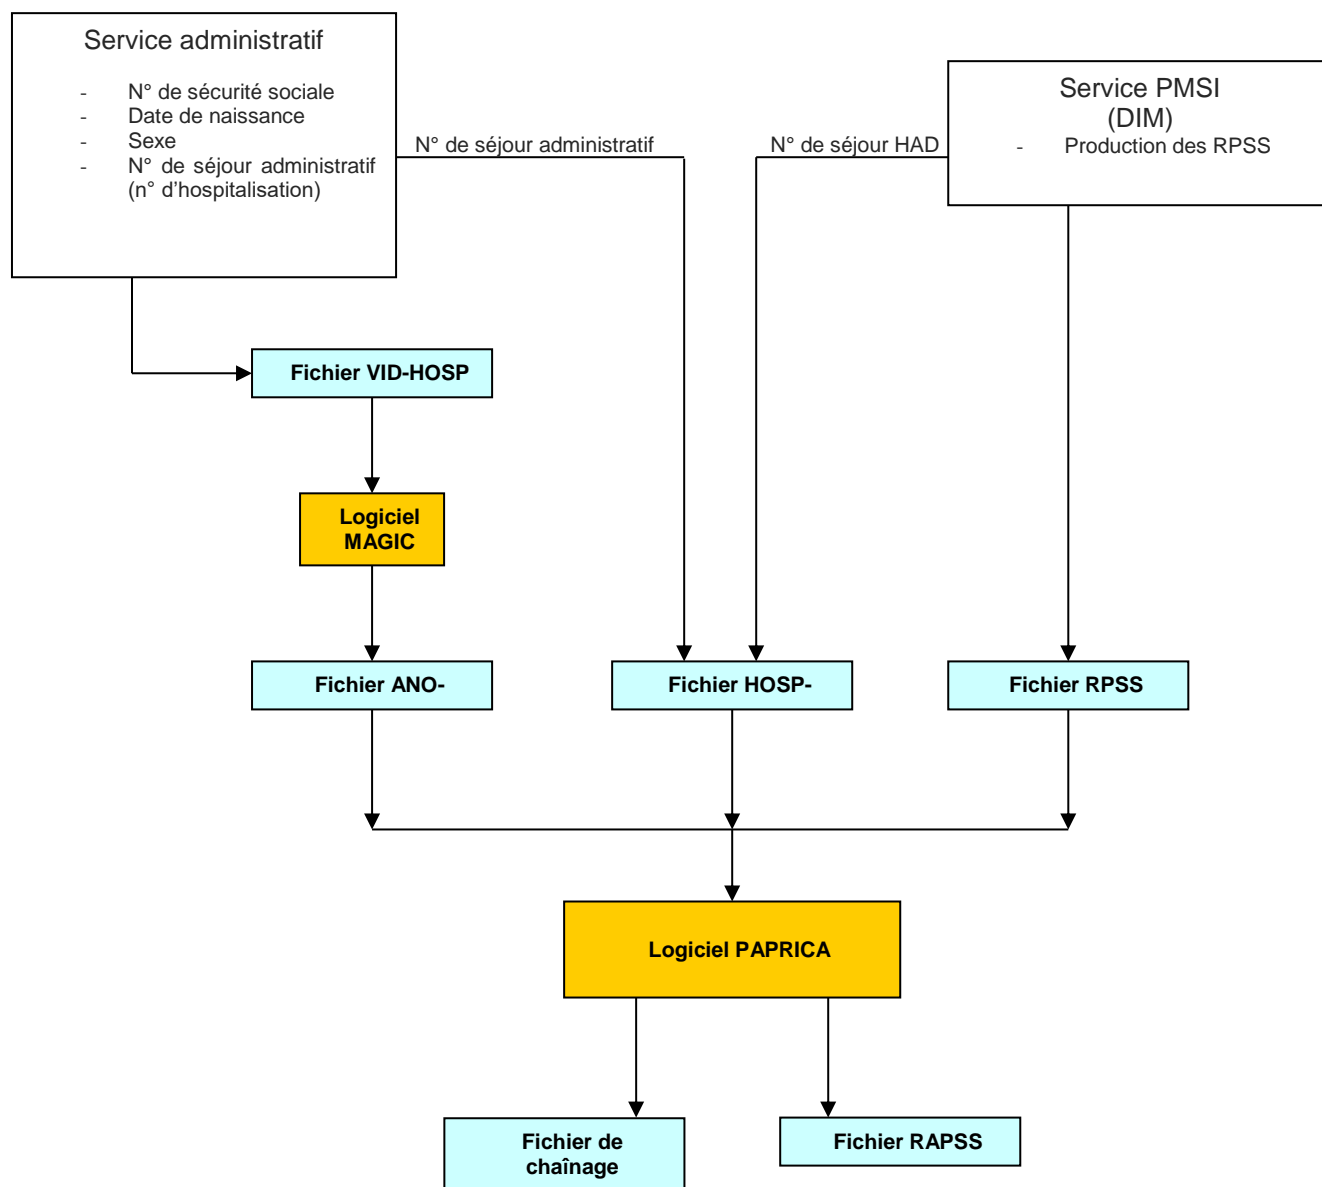 Service administratif
- N° de sécurité sociale
- Date de naissance
- Sexe
- N° de séjour administratif
(n° d'hospitalisation)
N° de séjour administratif
N° de séjour HAD
Service PMSI
(DIM)
- Production des RPSS
Fichier VID-HOSP
Logiciel
MAGIC
Fichier ANO-
Fichier HOSP-
Fichier RPSS
Logiciel PAPRICA
Fichier de
chaînage
Fichier RAPSS